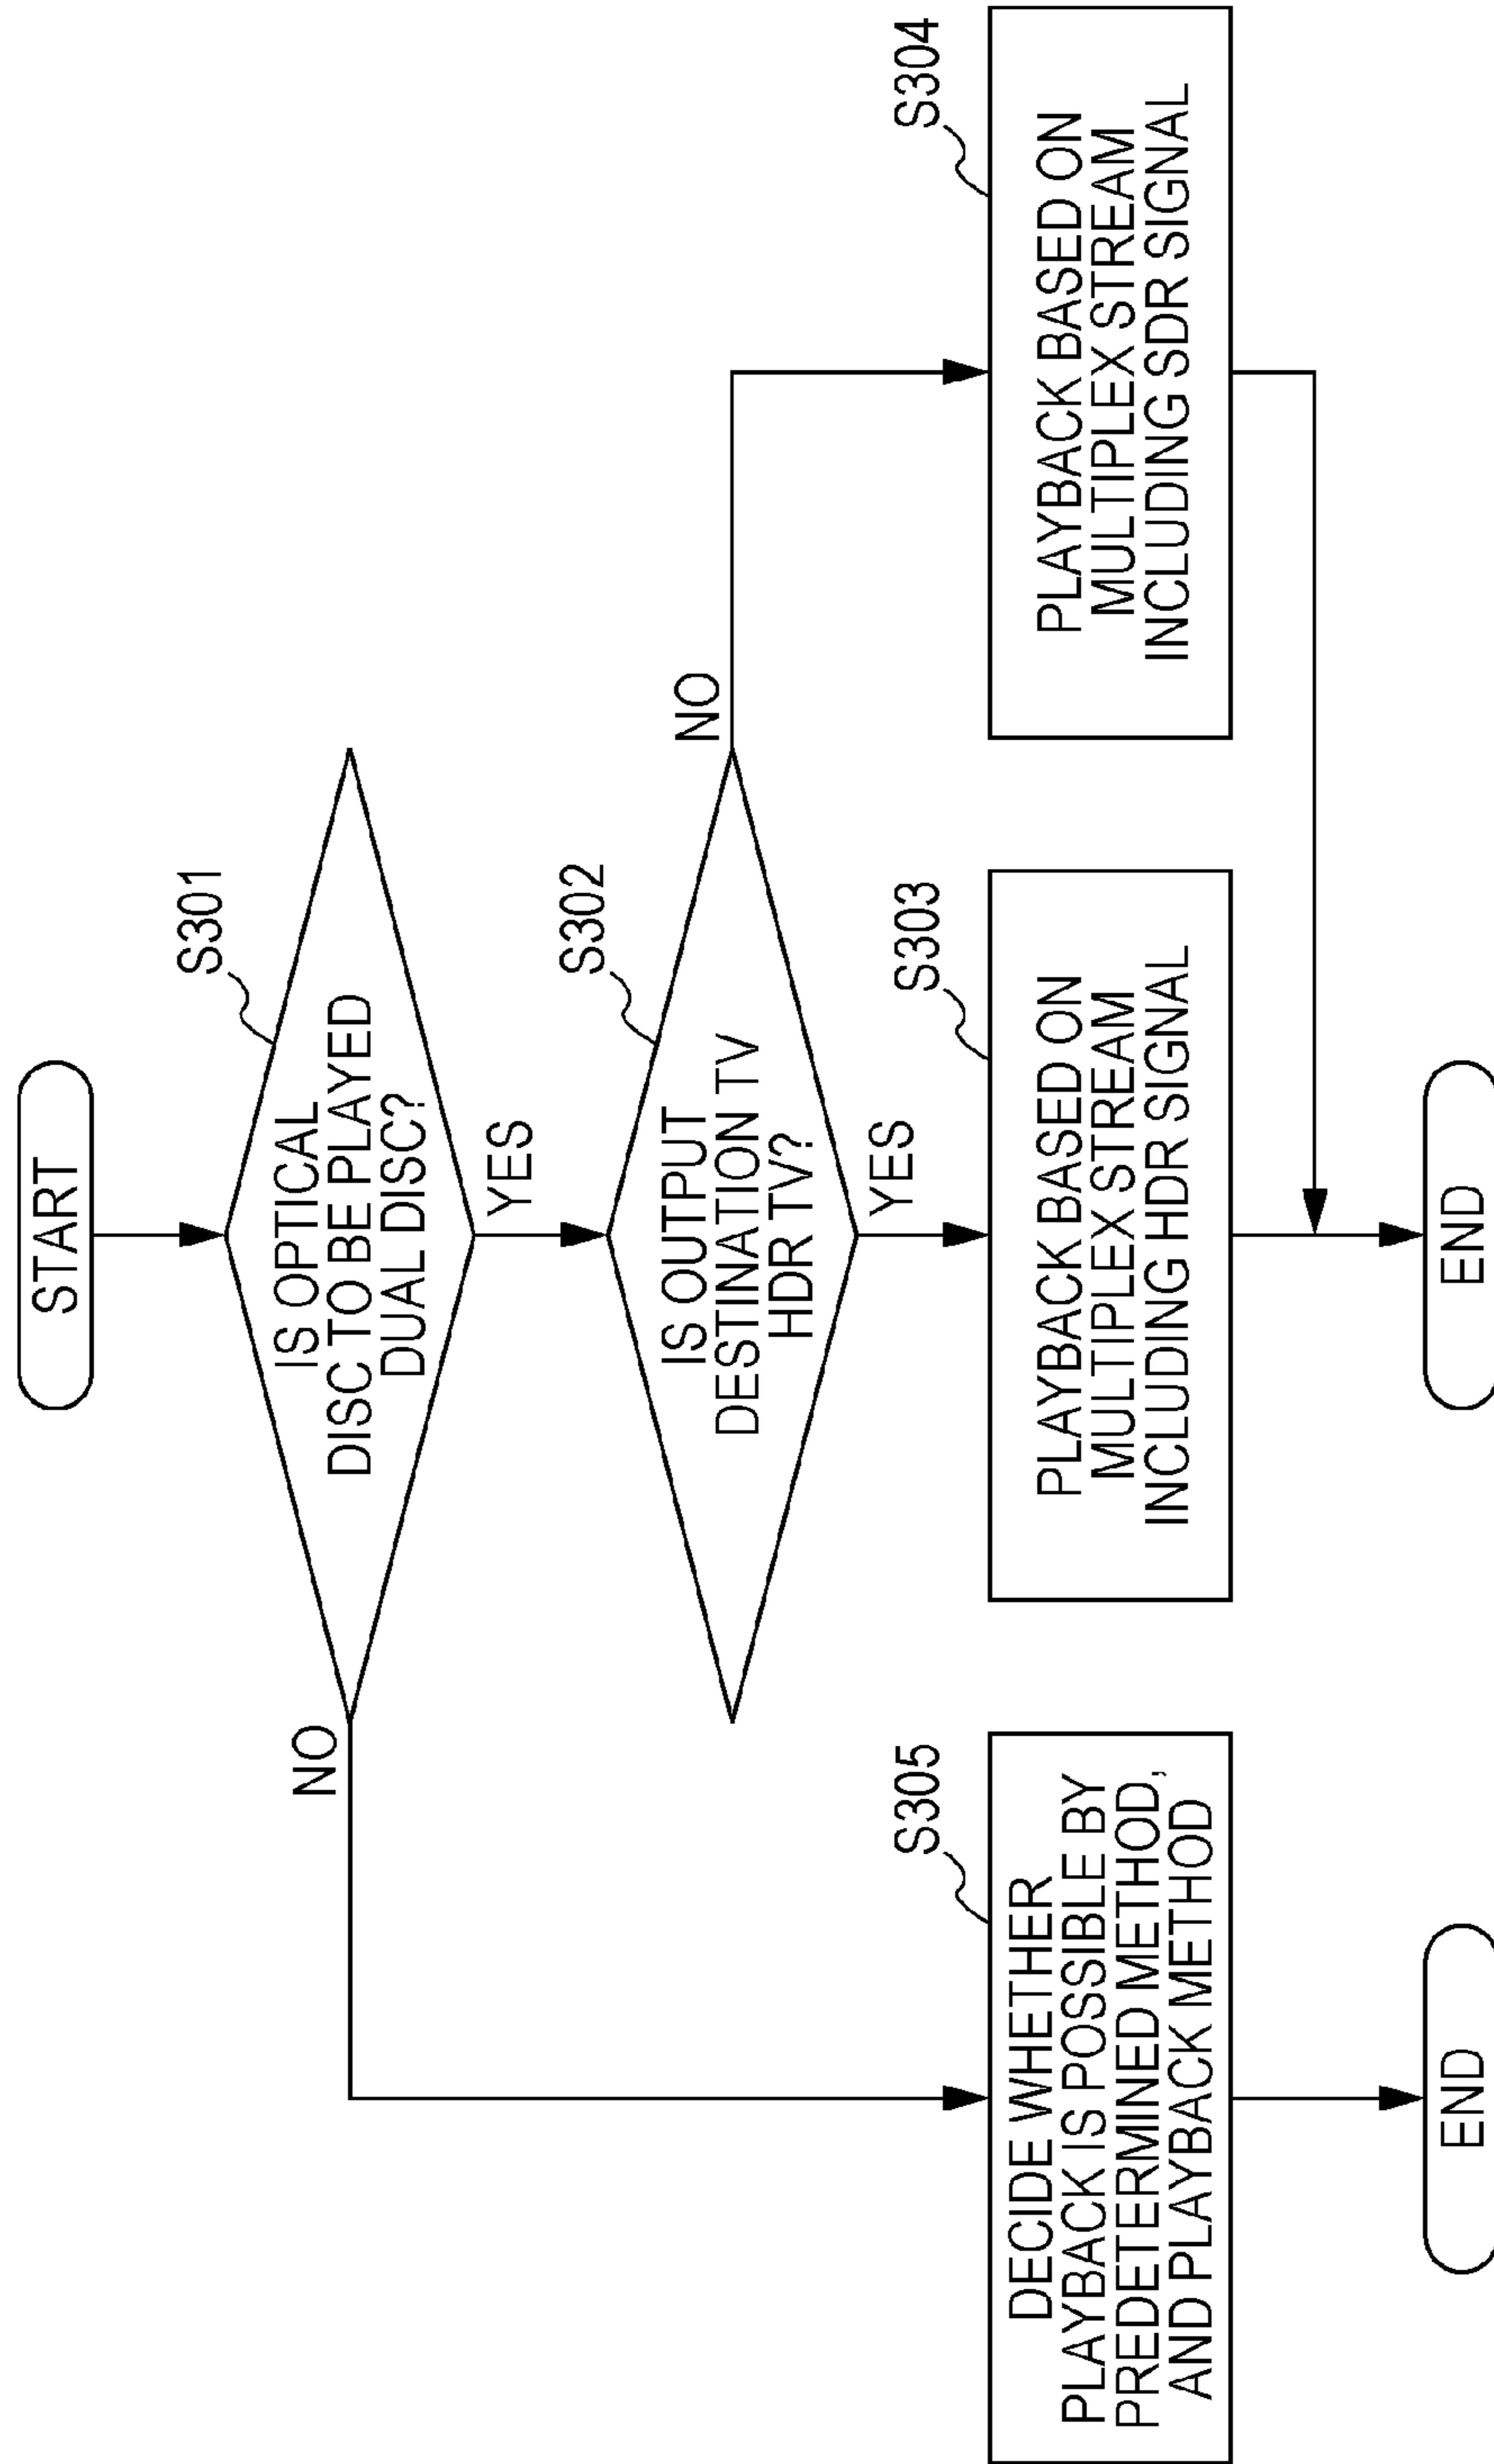 START
S301
IS OPTICAL
DISC TO BE PLAYED
DUAL DISC?
NO
YES
S302
IS OUTPUT
DESTINATION TV
HDR TV?
NO
YES
S305
DECIDE WHETHER
PLAYBACK IS POSSIBLE BY
PREDETERMINED METHOD,
AND PLAYBACK METHOD
S303
PLAYBACK BASED ON
MULTIPLEX STREAM
INCLUDING HDR SIGNAL
S304
PLAYBACK BASED ON
MULTIPLEX STREAM
INCLUDING SDR SIGNAL
END
END